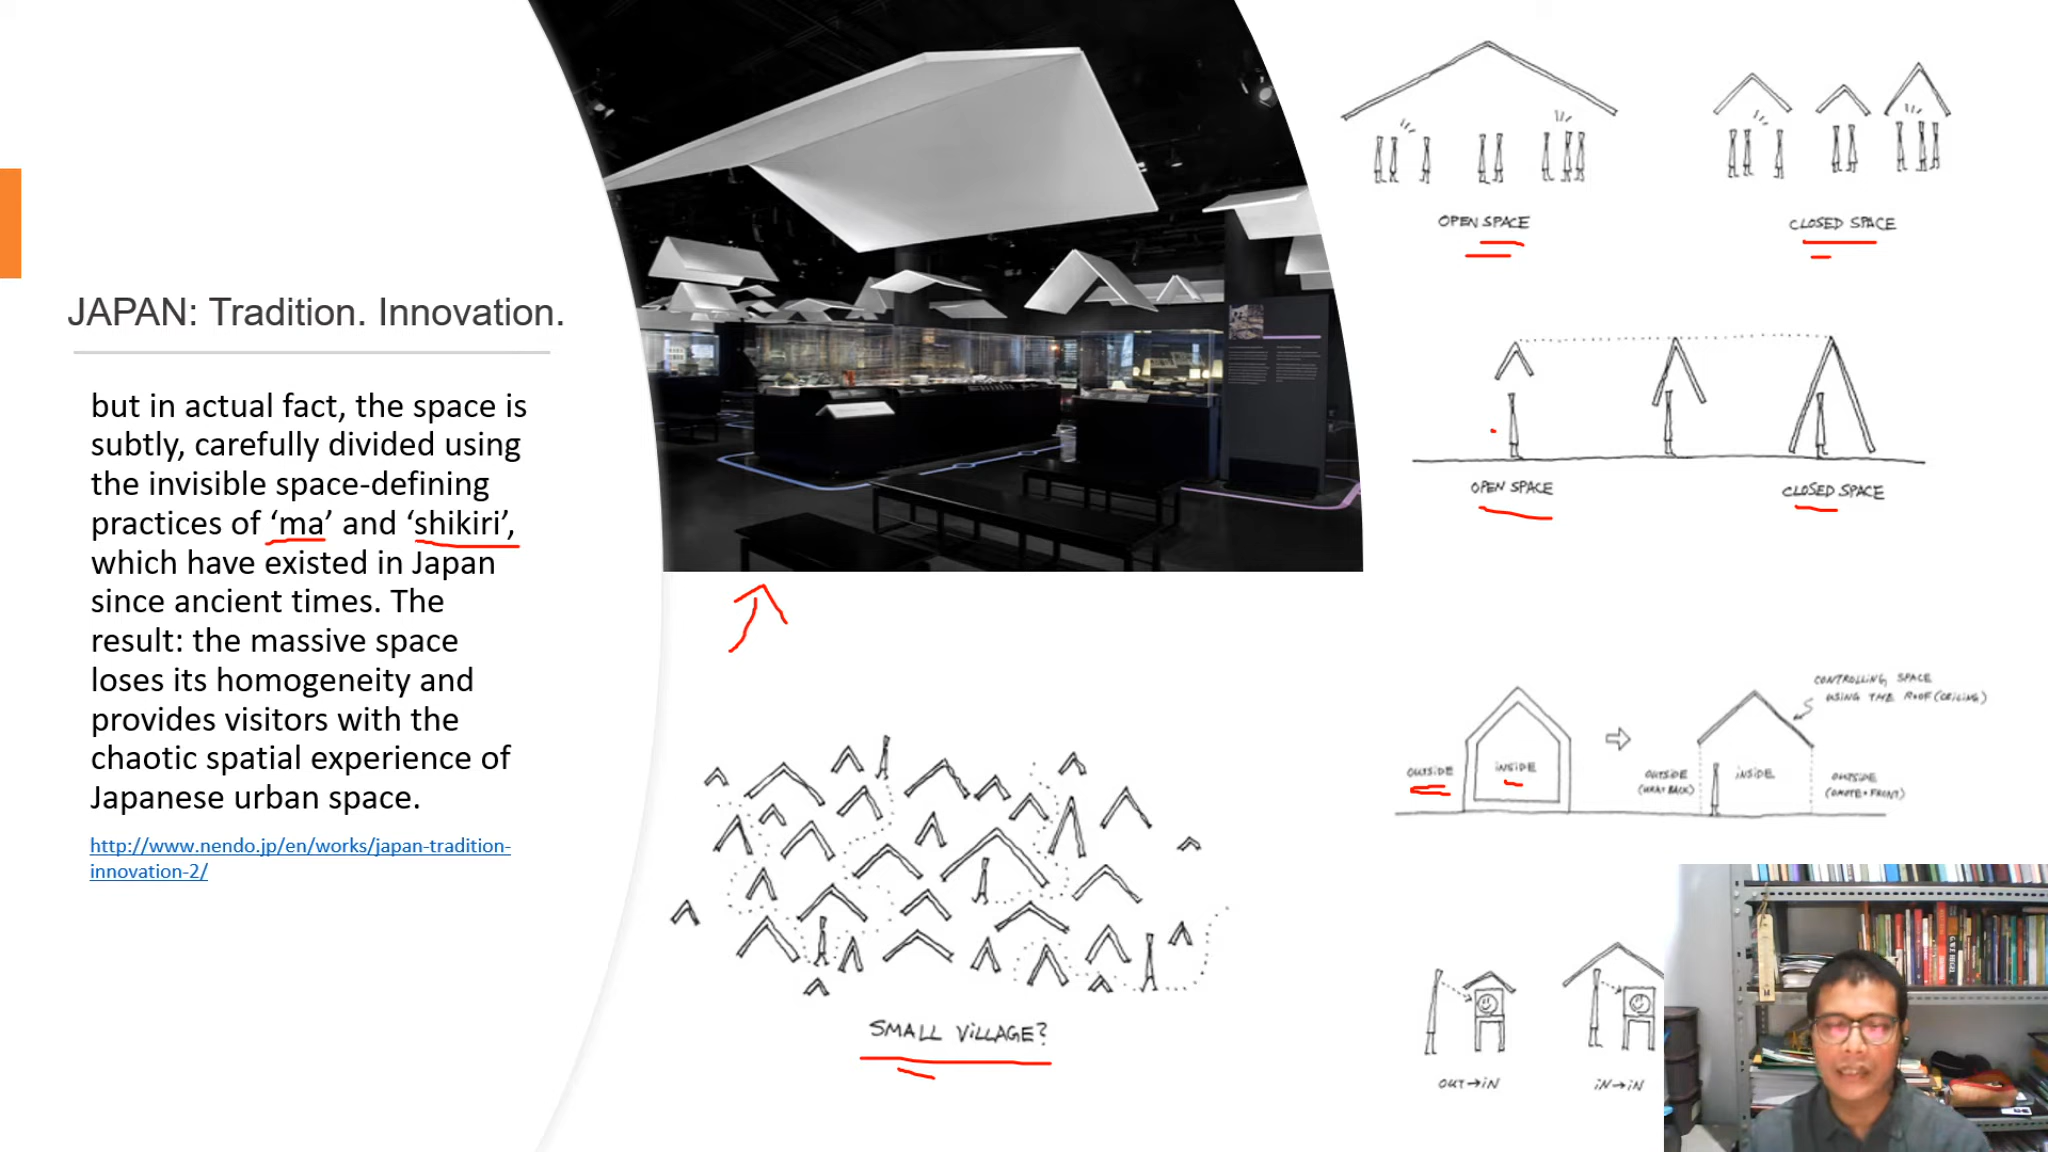 JAPAN: Tradition. Innovation.
but in actual fact, the space is
subtly, carefully divided using
the invisible space-defining
practices of ‘ma’ and ‘shikiri’,
which have existed in Japan
since ancient times. The
result: the massive space
loses its homogeneity and
provides visitors with the
chaotic spatial experience of
Japanese urban space.
http://www.nendo.jp/en/works/japan-tradition-
innovation-2/
OPEN SPACE
CLOSED SPACE
OPEN SPACE
CLOSED SPACE
CONTROLLING SPACE
USING THE ROOF (CEILING)
OUTSIDE
INSIDE
OUTSIDE
(URA = BACK)
INSIDE
OUTSIDE
(OMOTE = FRONT)
SMALL VILLAGE?
OUT → IN
IN → IN